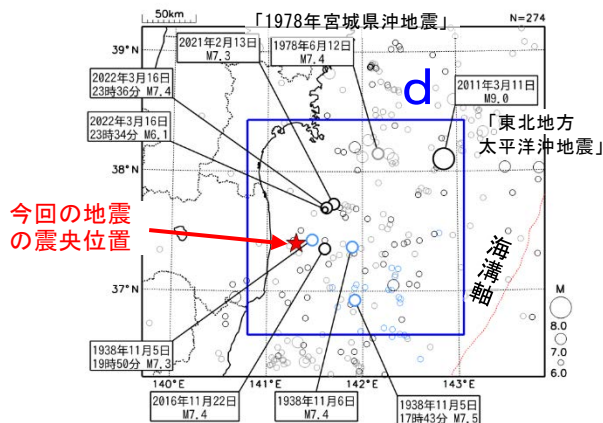 50km
「1978年宮城県沖地震」
N=274
39°N
2021年2月13日
M7.3
1978年6月12日
M7.4
d
2022年3月16日
23時36分 M7.4
2011年3月11日
M9.0
2022年3月16日
23時34分 M6.1
「東北地方
太平洋沖地震」
38°N
今回の地震
の震央位置
海溝軸
37°N
M
8.0
7.0
6.0
1938年11月5日
19時50分 M7.3
140°E
141°E
142°E
143°E
2016年11月22日
M7.4
1938年11月6日
M7.4
1938年11月5日
17時43分 M7.5